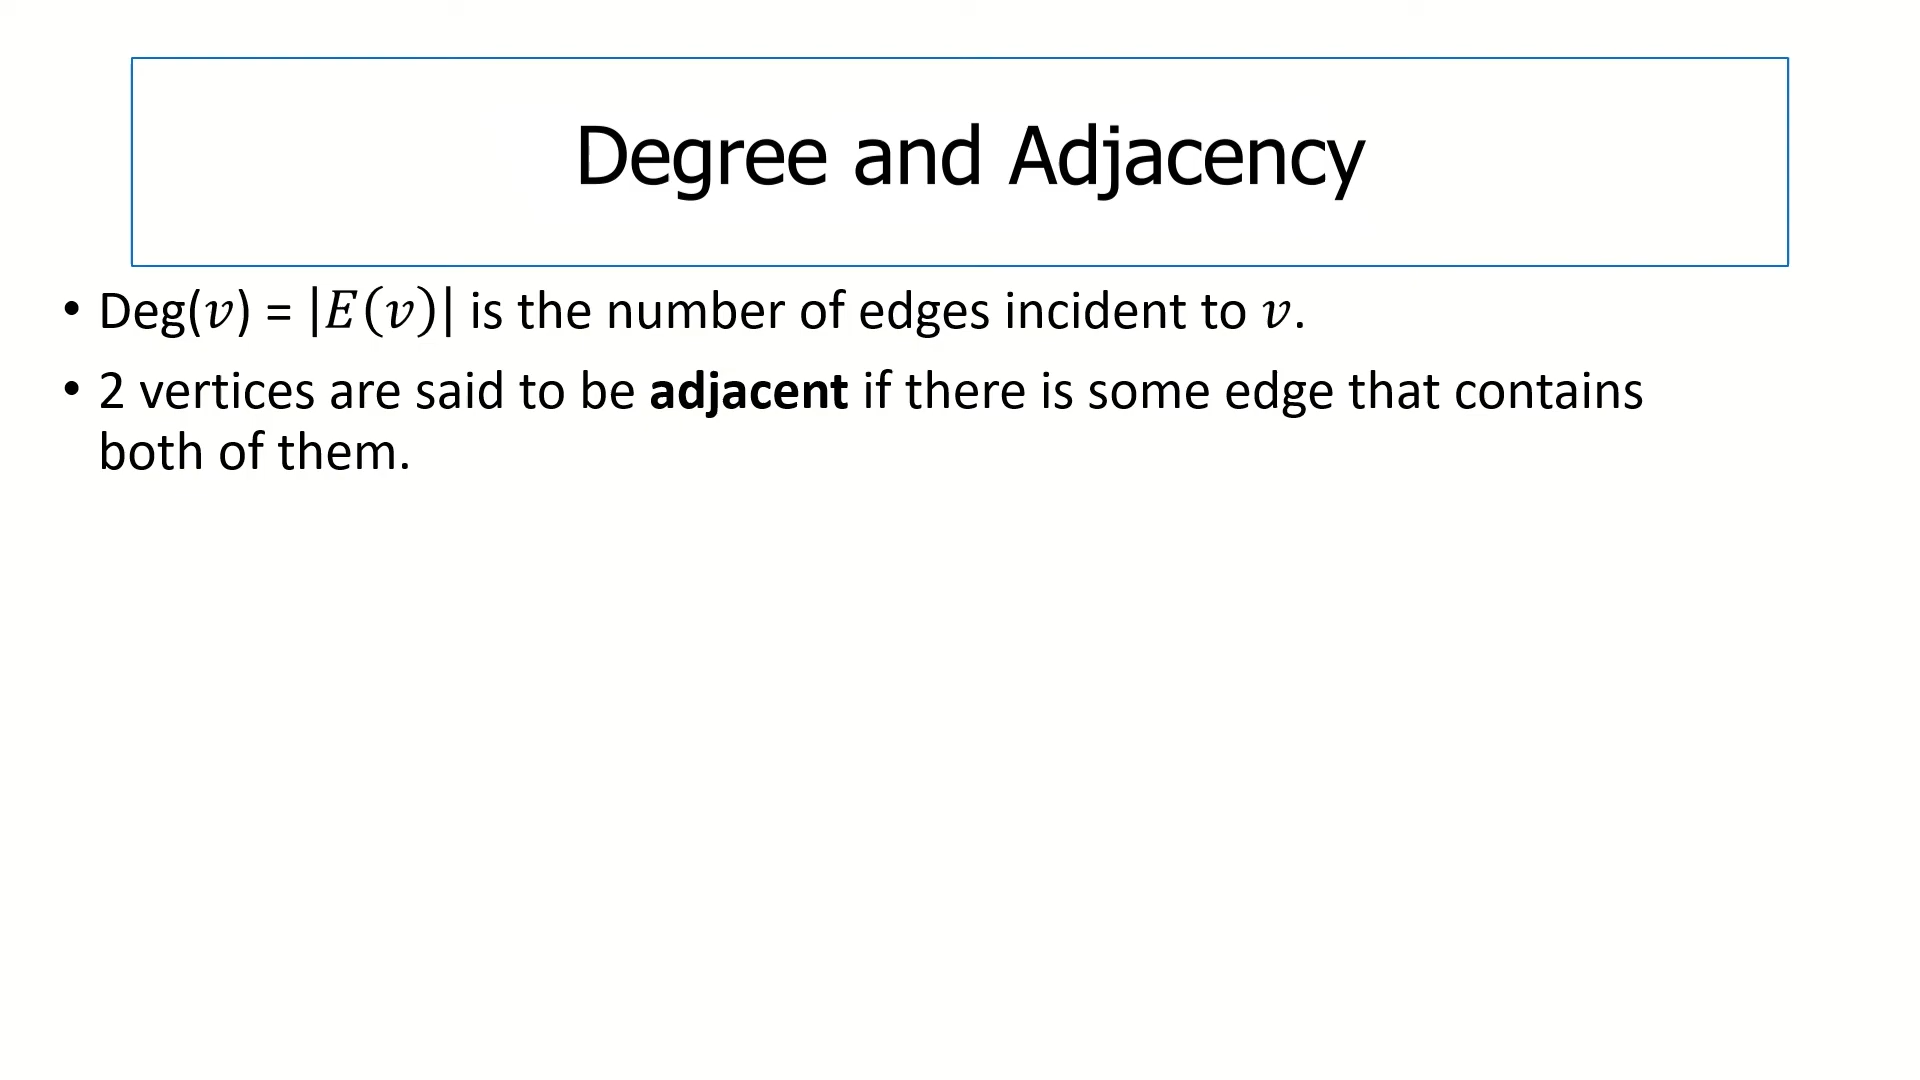 Degree and Adjacency
• Deg(𝑣) = |𝐸(𝑣)| is the number of edges incident to 𝑣.
• 2 vertices are said to be adjacent if there is some edge that contains
both of them.